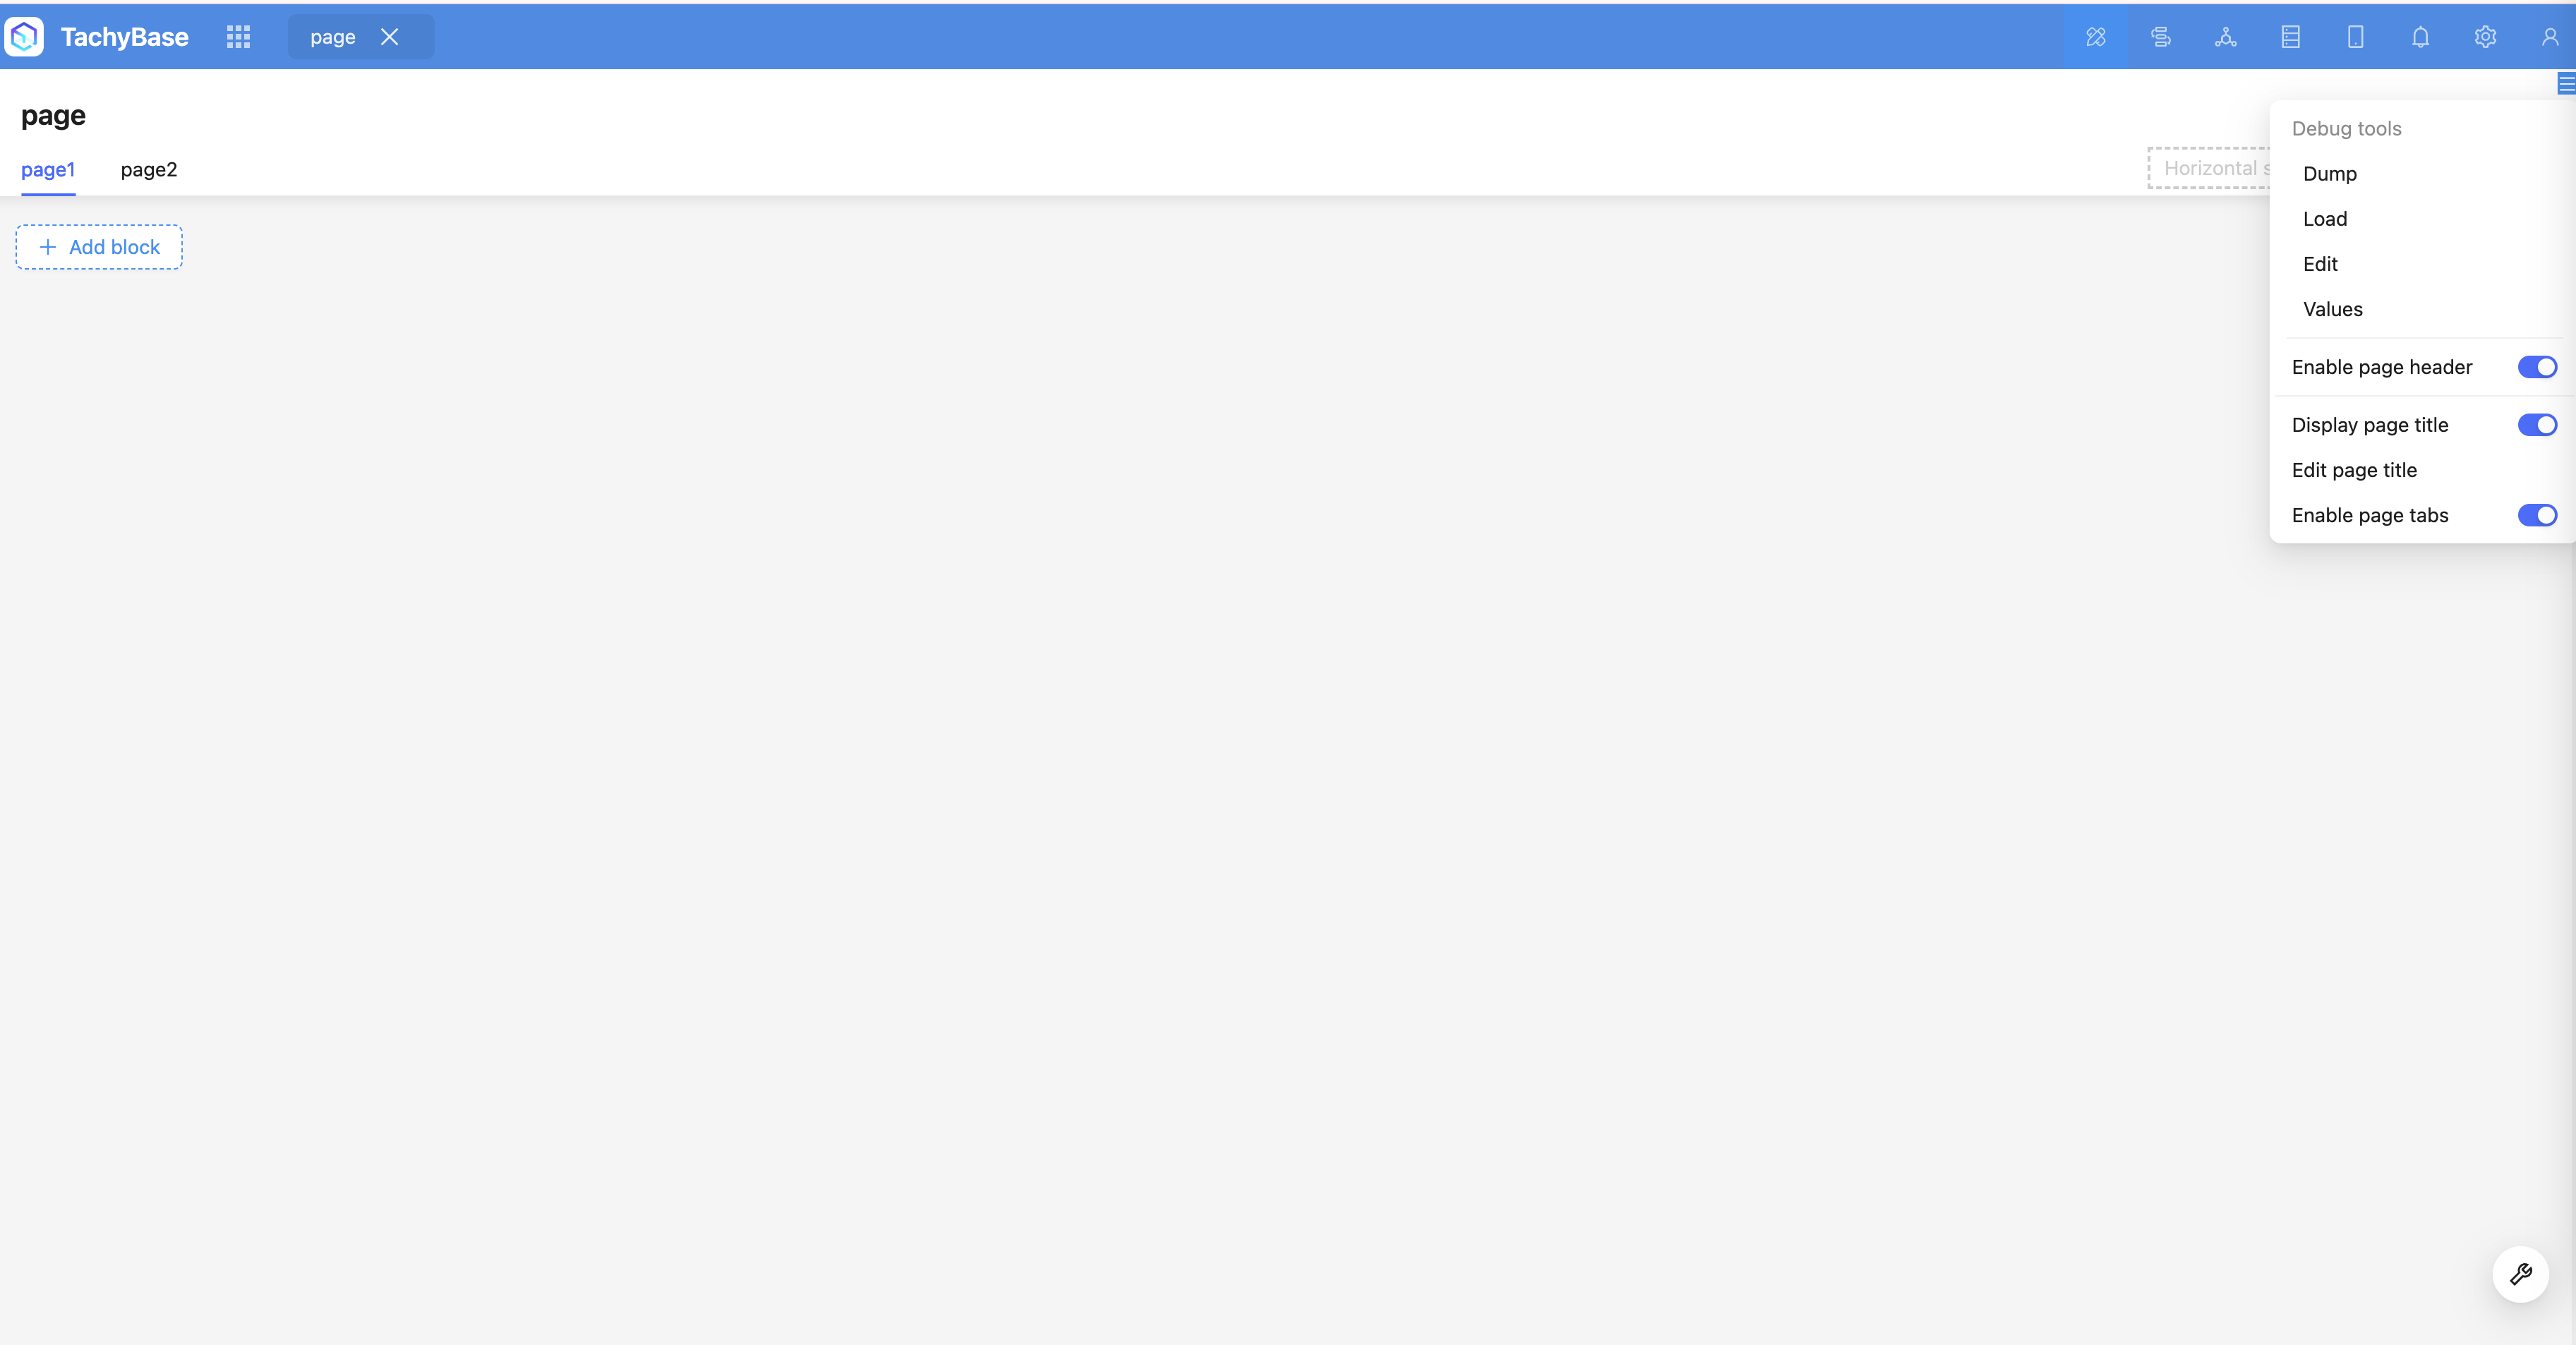 TachyBase
page
page
page1
page2
Horizontal
Add block
Debug tools
Dump
Load
Edit
Values
Enable page header
Display page title
Edit page title
Enable page tabs